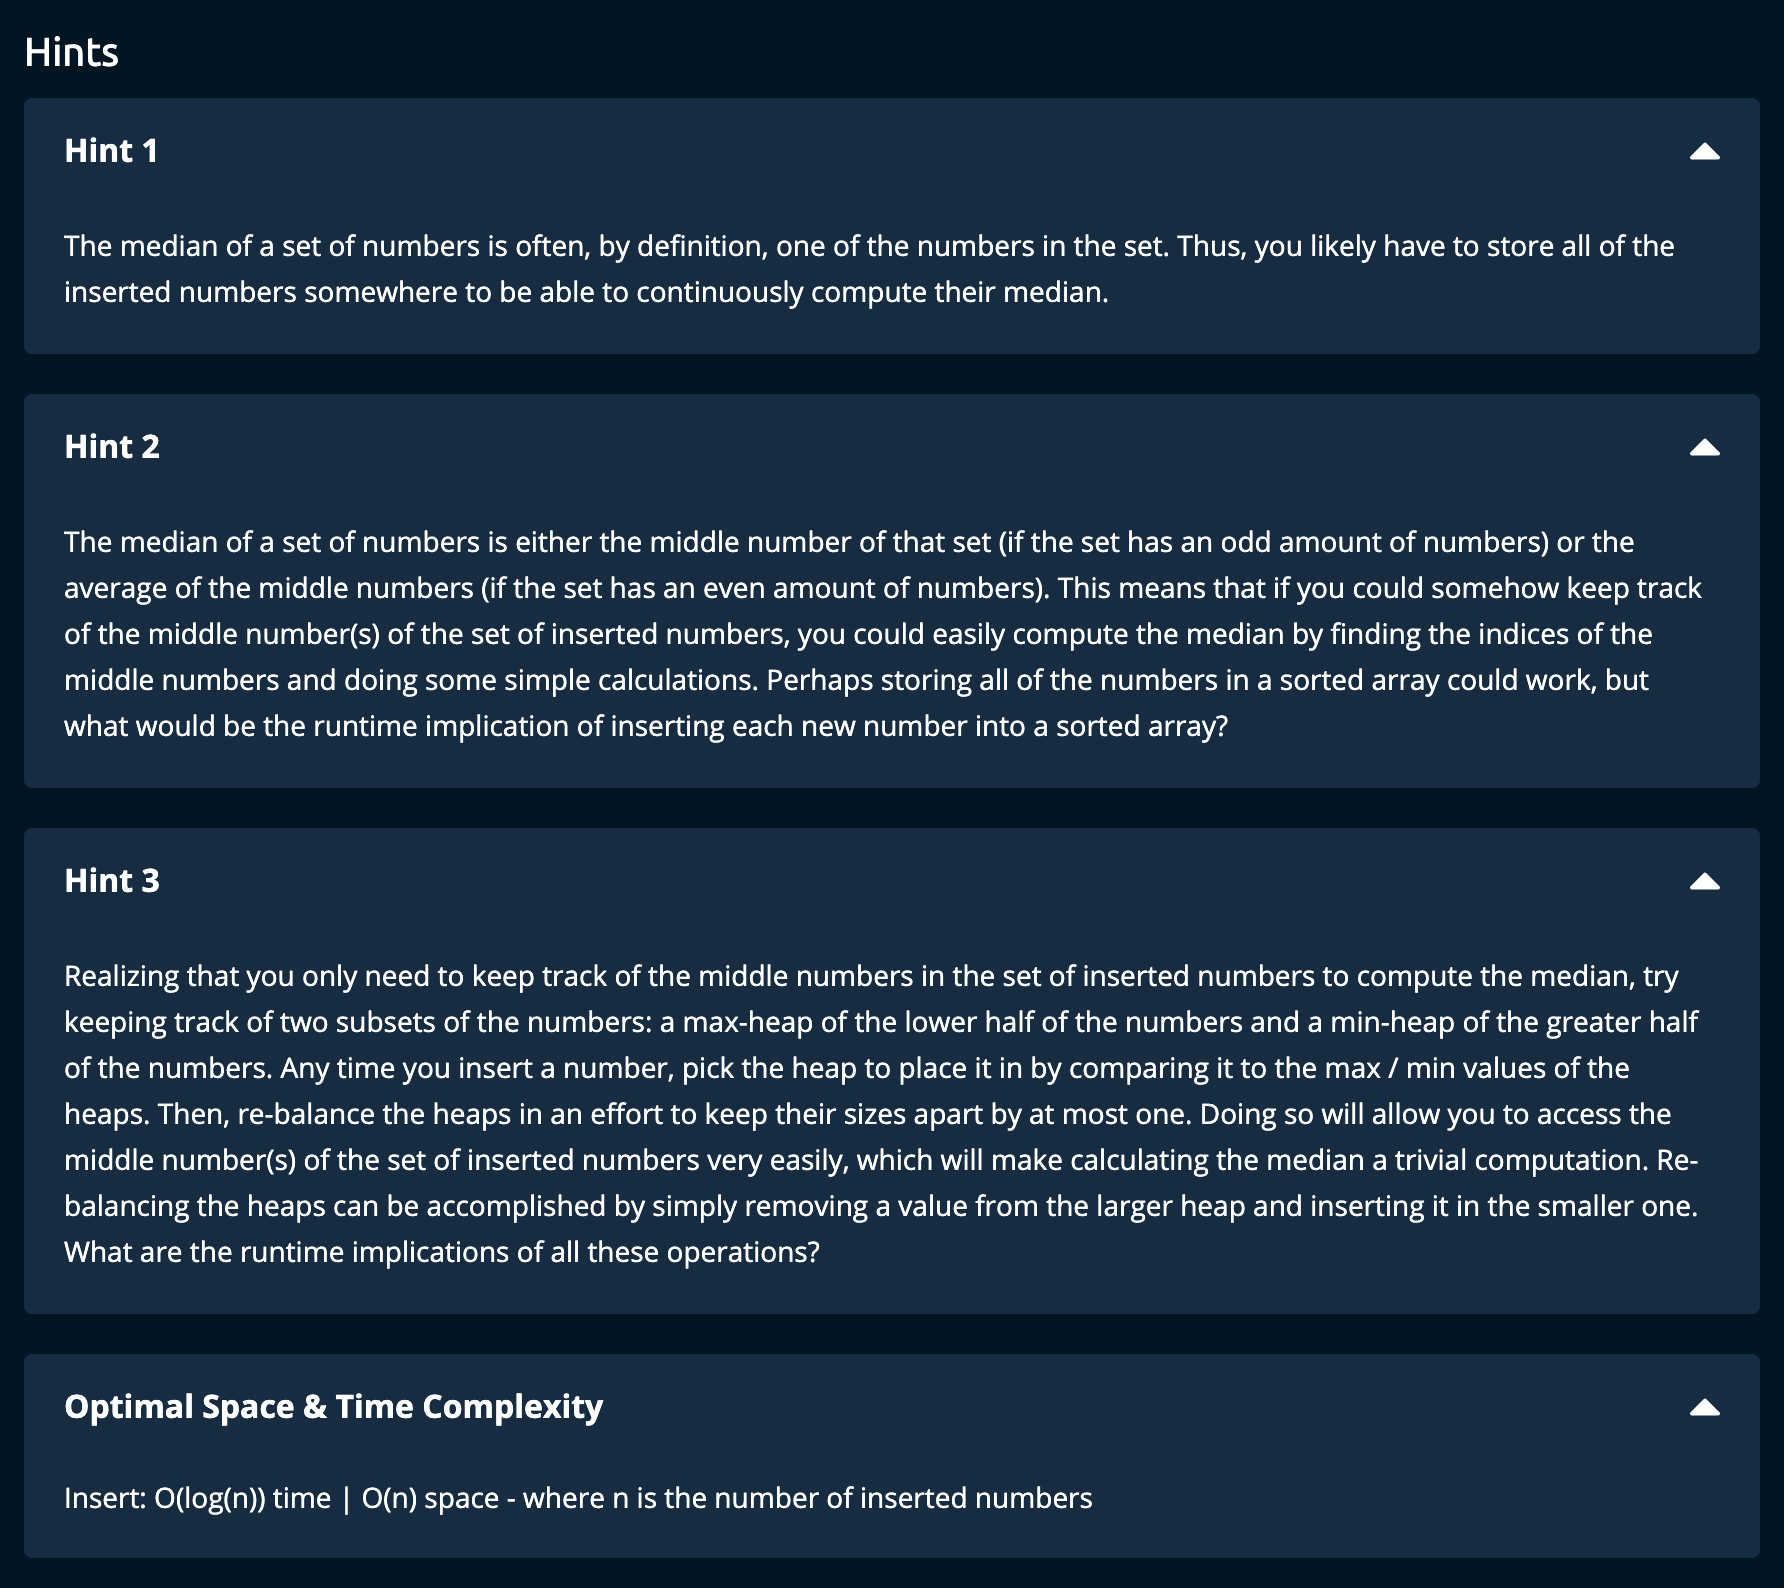 Hints
Hint 1
The median of a set of numbers is often, by definition, one of the numbers in the set. Thus, you likely have to store all of the
inserted numbers somewhere to be able to continuously compute their median.
Hint 2
The median of a set of numbers is either the middle number of that set (if the set has an odd amount of numbers) or the
average of the middle numbers (if the set has an even amount of numbers). This means that if you could somehow keep track
of the middle number(s) of the set of inserted numbers, you could easily compute the median by finding the indices of the
middle numbers and doing some simple calculations. Perhaps storing all of the numbers in a sorted array could work, but
what would be the runtime implication of inserting each new number into a sorted array?
Hint 3
Realizing that you only need to keep track of the middle numbers in the set of inserted numbers to compute the median, try
keeping track of two subsets of the numbers: a max-heap of the lower half of the numbers and a min-heap of the greater half
of the numbers. Any time you insert a number, pick the heap to place it in by comparing it to the max / min values of the
heaps. Then, re-balance the heaps in an effort to keep their sizes apart by at most one. Doing so will allow you to access the
middle number(s) of the set of inserted numbers very easily, which will make calculating the median a trivial computation. Re-
balancing the heaps can be accomplished by simply removing a value from the larger heap and inserting it in the smaller one.
What are the runtime implications of all these operations?
Optimal Space & Time Complexity
Insert: O(log(n)) time | O(n) space - where n is the number of inserted numbers